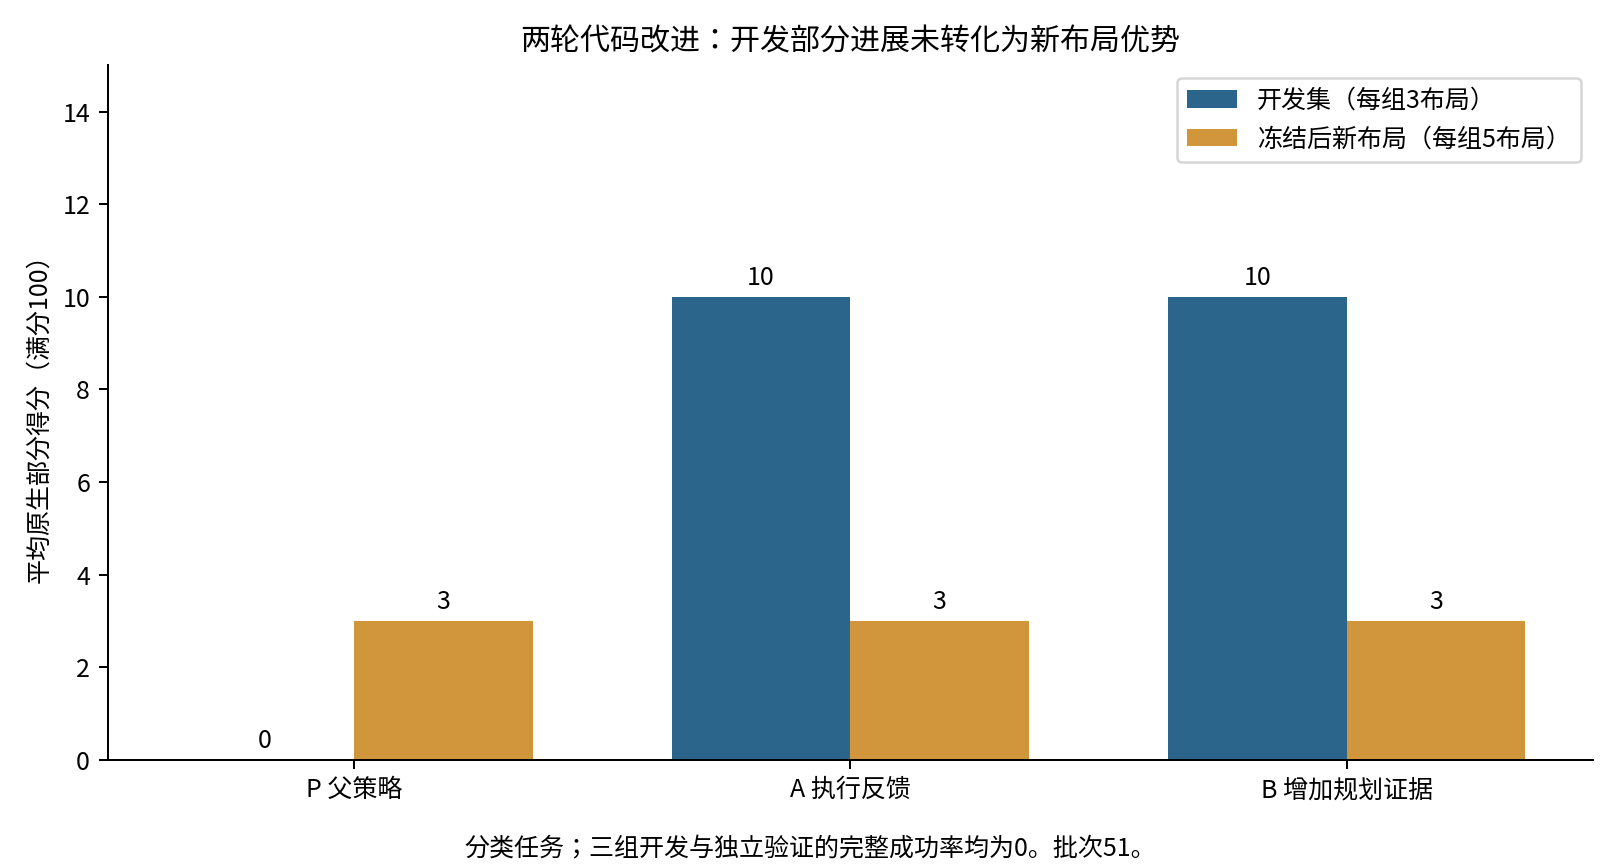 两轮代码改进：开发部分进展未转化为新布局优势
开发集（每组3布局）
冻结后新布局（每组5布局）
平均原生部分得分（满分100）
14
12
10
8
6
4
2
0
0
3
10
3
10
3
P 父策略
A 执行反馈
B 增加规划证据
分类任务；三组开发与独立验证的完整成功率均为0。批次51。